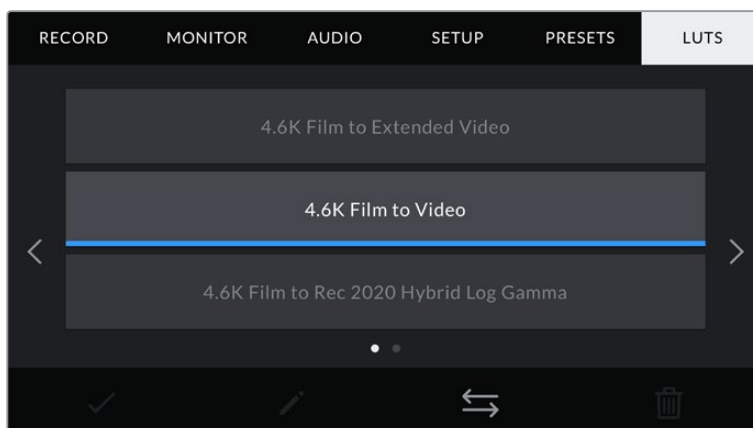 RECORD MONITOR AUDIO SETUP PRESETS LUTS
4.6K Film to Extended Video
4.6K Film to Video
4.6K Film to Rec 2020 Hybrid Log Gamma